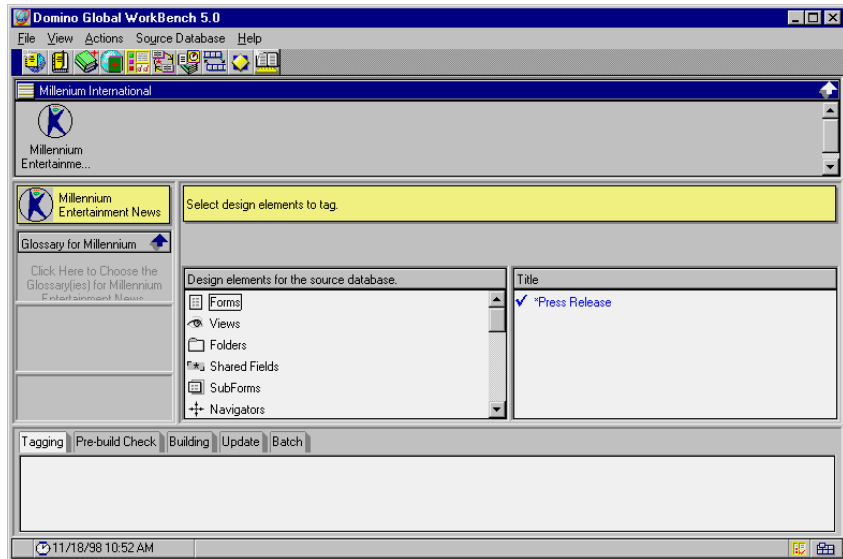 Domino Global WorkBench 5.0
File View Actions Source Database Help
Millenium International
Millennium
Entertainme...
Millennium
Entertainment News
Select design elements to tag.
Glossary for Millennium
Click Here to Choose the
Glossary(ies) for Millennium
Entertainment News
Design elements for the source database.
Title
Forms
*Press Release
Views
Folders
Shared Fields
SubForms
Navigators
Tagging Pre-build Check Building Update Batch
11/18/98 10:52 AM